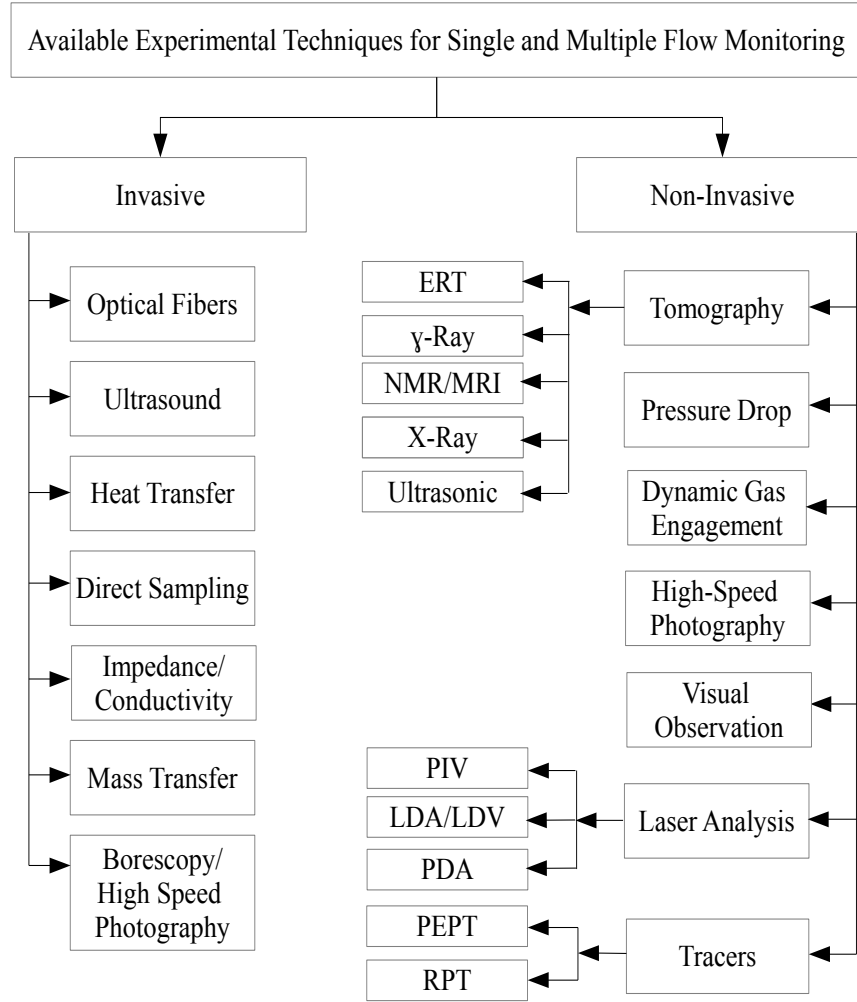 Available Experimental Techniques for Single and Multiple Flow Monitoring
Invasive
Non-Invasive
Optical Fibers
Ultrasound
Heat Transfer
Direct Sampling
Impedance/
Conductivity
Mass Transfer
Borescopy/
High Speed
Photography
Tomography
ERT
ɣ-Ray
NMR/MRI
X-Ray
Ultrasonic
Pressure Drop
Dynamic Gas
Engagement
High-Speed
Photography
Visual
Observation
Laser Analysis
PIV
LDA/LDV
PDA
Tracers
PEPT
RPT